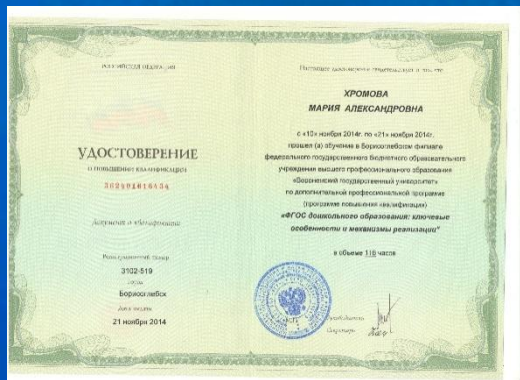 РОССИЙСКАЯ ФЕДЕРАЦИЯ
УДОСТОВЕРЕНИЕ
О ПОВЫШЕНИИ КВАЛИФИКАЦИИ
Документ о квалификации
Регистрационный номер
3102-519
Город
Борисоглебск
Дата выдачи
21 ноября 2014
Настоящее удостоверение свидетельствует о том, что
ХРОМОВА
МАРИЯ АЛЕКСАНДРОВНА
с «13» ноября 2014г. по «21» ноября 2014г.
прошел (а) обучение в Борисоглебском филиале
федерального государственного бюджетного образовательного
учреждения высшего профессионального образования
«Воронежский государственный университет»
по дополнительной профессиональной программе
(программе повышения квалификации)
«ФГОС дошкольного образования: ключевые
особенности и механизмы реализации"
в объеме часа
Руководитель
Секретарь